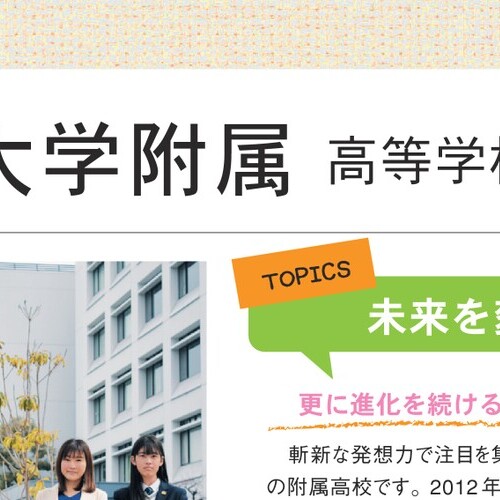 大学附属 高等学校
TOPICS
未来を
更に進化を続ける
斬新な発想力で注目を集
の附属高校です。2012年